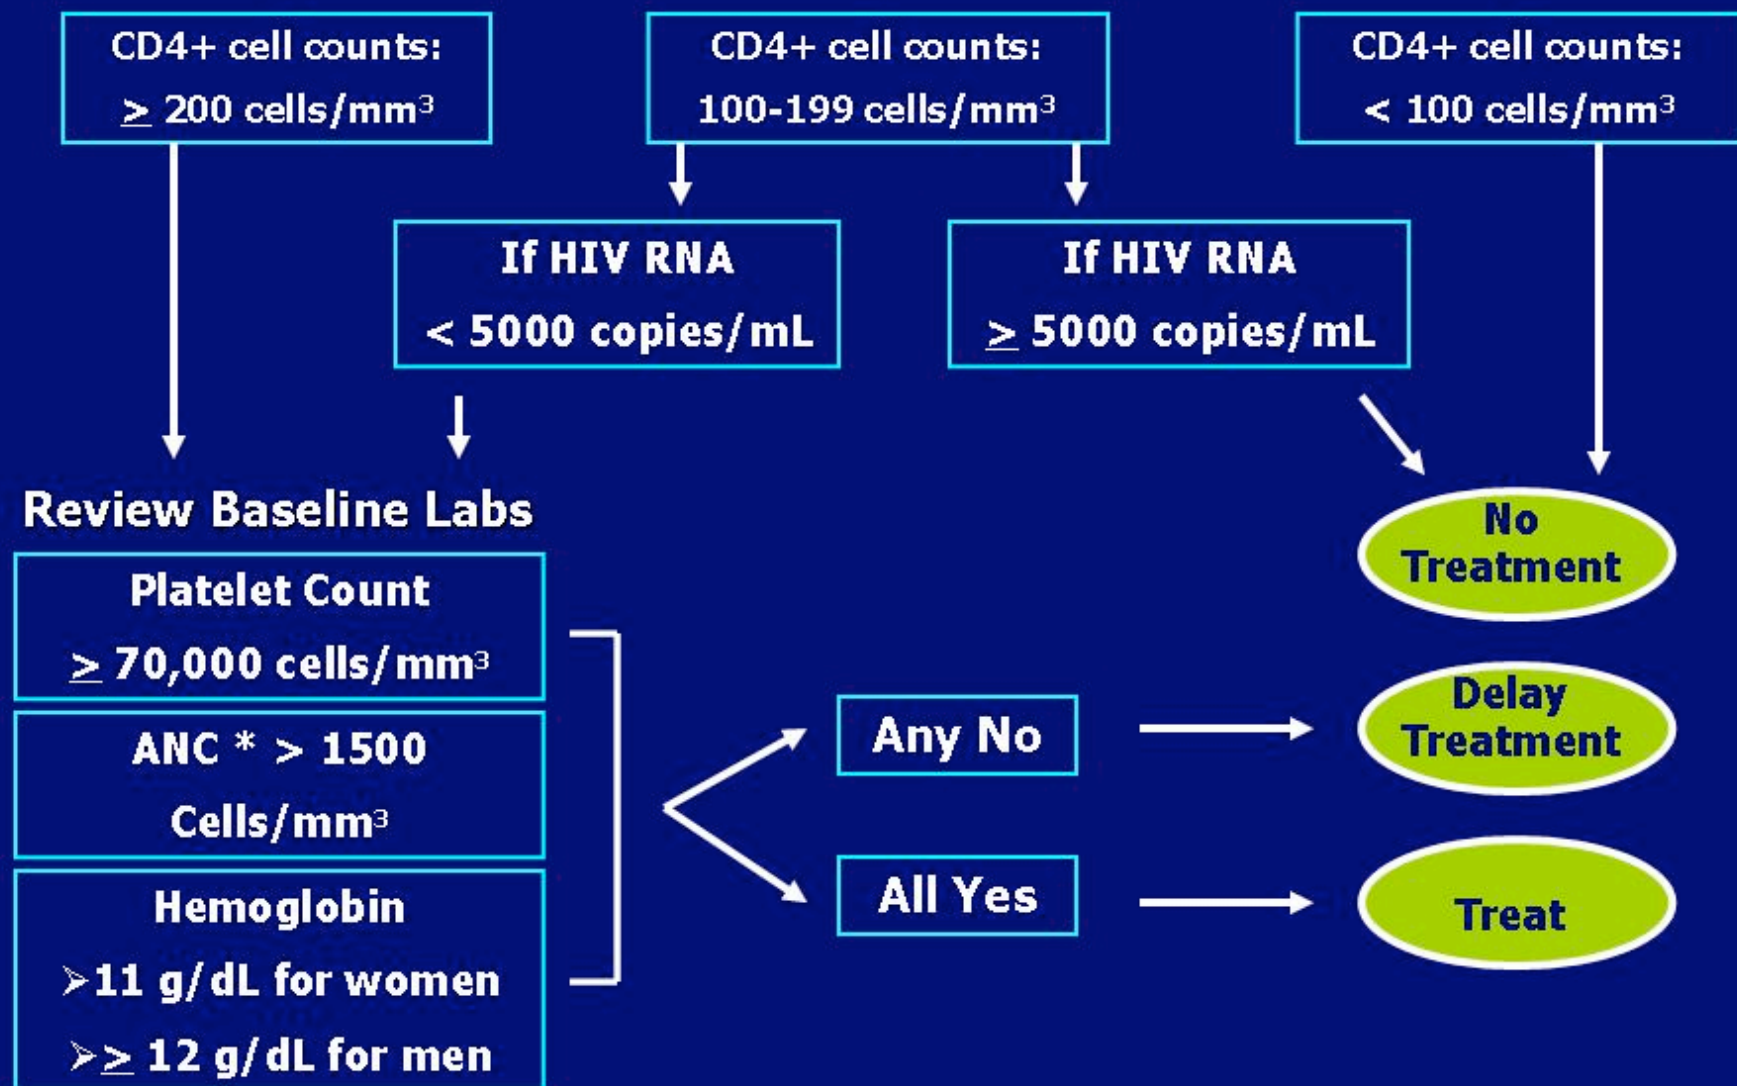 CD4+ cell counts:
≥ 200 cells/mm³
CD4+ cell counts:
100-199 cells/mm³
CD4+ cell counts:
< 100 cells/mm³
If HIV RNA
< 5000 copies/mL
If HIV RNA
≥ 5000 copies/mL
Review Baseline Labs
Platelet Count
≥ 70,000 cells/mm³
ANC * > 1500
Cells/mm³
Hemoglobin
➢11 g/dL for women
➢≥ 12 g/dL for men
Any No
All Yes
No
Treatment
Delay
Treatment
Treat